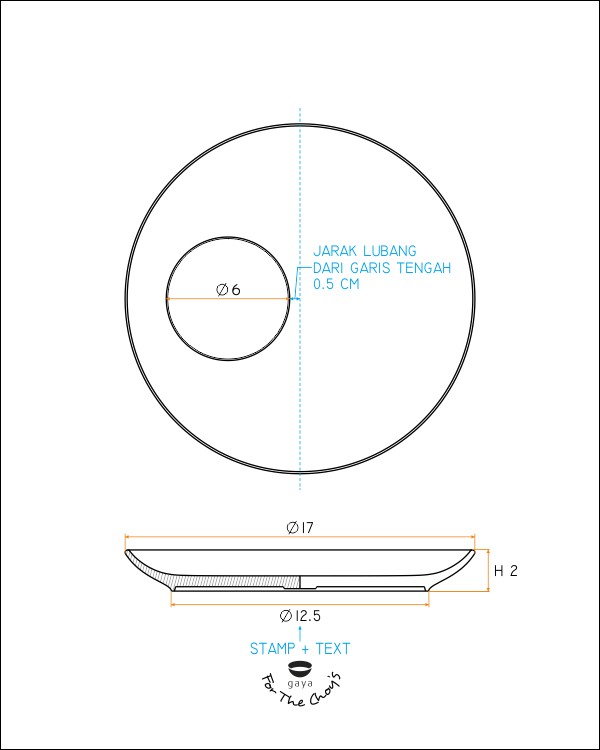 JARAK LUBANG
DARI GARIS TENGAH
0.5 CM
Ø6
Ø17
H 2
Ø12.5
STAMP + TEXT
gaya
For The Choy's